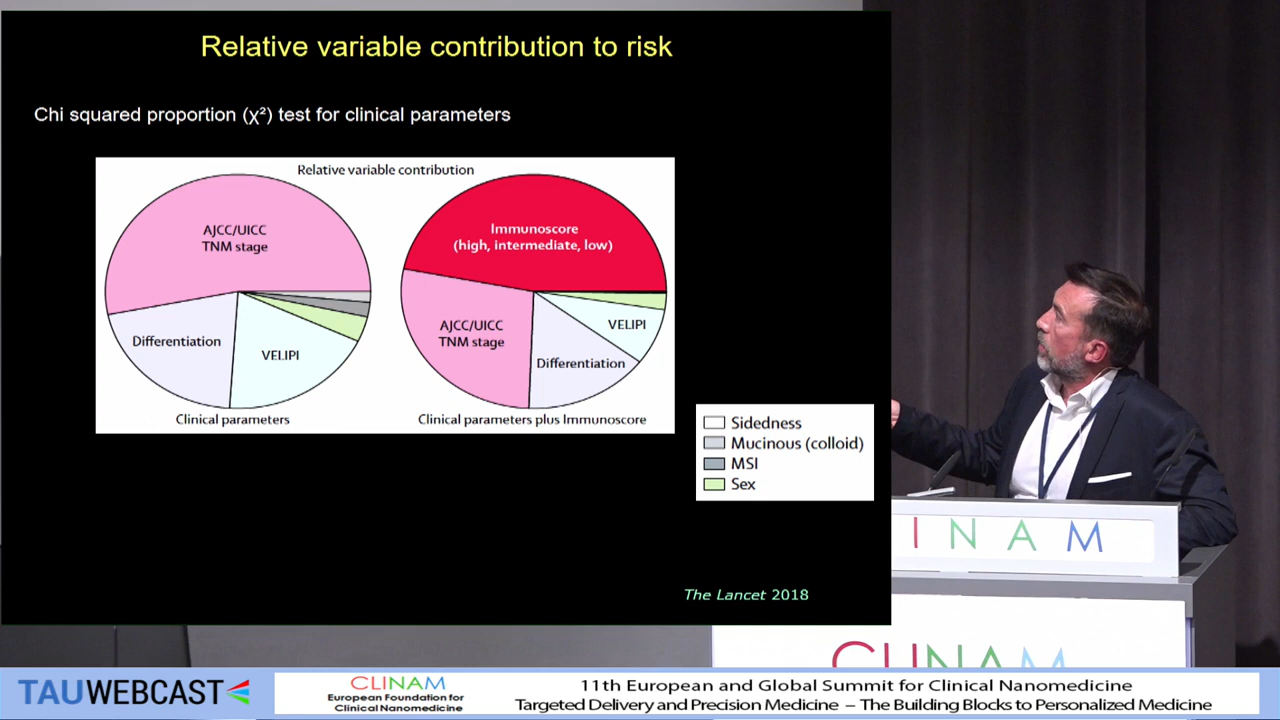 Relative variable contribution to risk
Chi squared proportion (χ²) test for clinical parameters
Relative variable contribution
AJCC/UICC
TNM stage
Differentiation
VELIPI
Clinical parameters
Immunoscore
(high, intermediate, low)
AJCC/UICC
TNM stage
VELIPI
Differentiation
Clinical parameters plus Immunoscore
Sidedness
Mucinous (colloid)
MSI
Sex
The Lancet 2018
INAM
CLINAM
TAUWEBCAST
CLINAM
European Foundation for
Clinical Nanomedicine
11th European and Global Summit for Clinical Nanomedicine
Targeted Delivery and Precision Medicine – The Building Blocks to Personalized Medicine